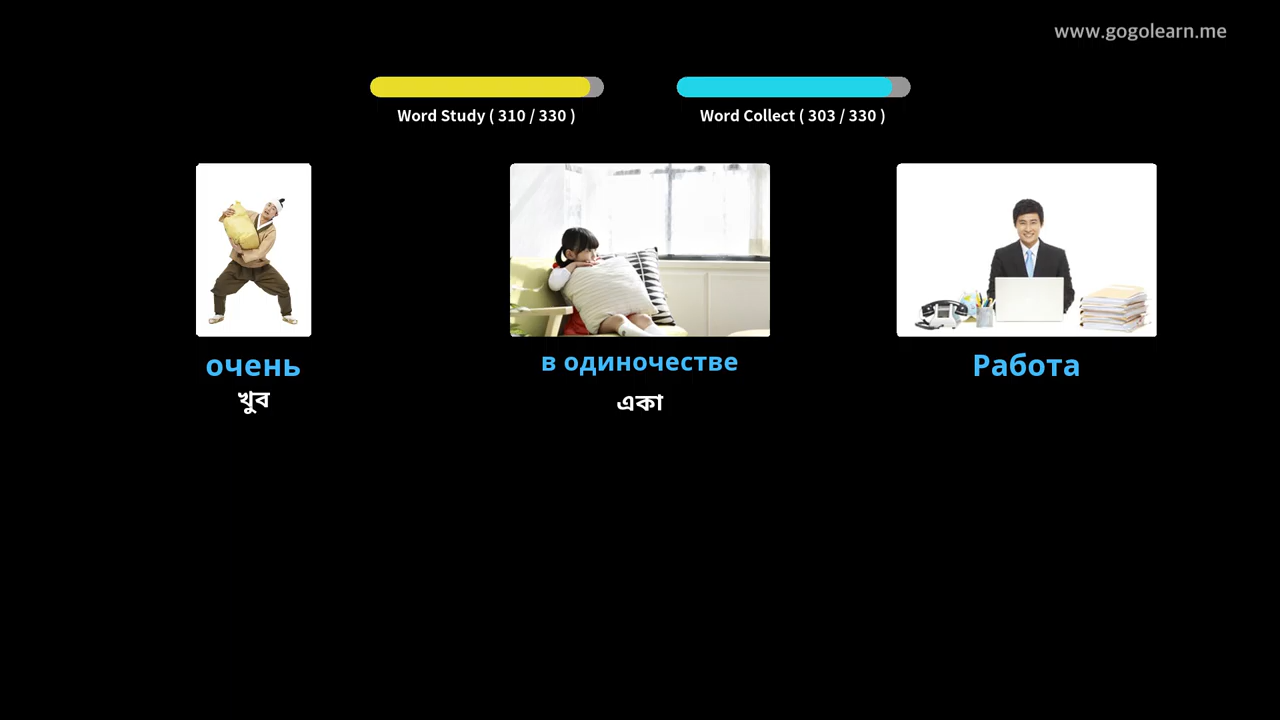 www.gogolearn.me
Word Study ( 310 / 330 )
Word Collect ( 303 / 330 )
очень
খুব
в одиночестве
একা
Работа